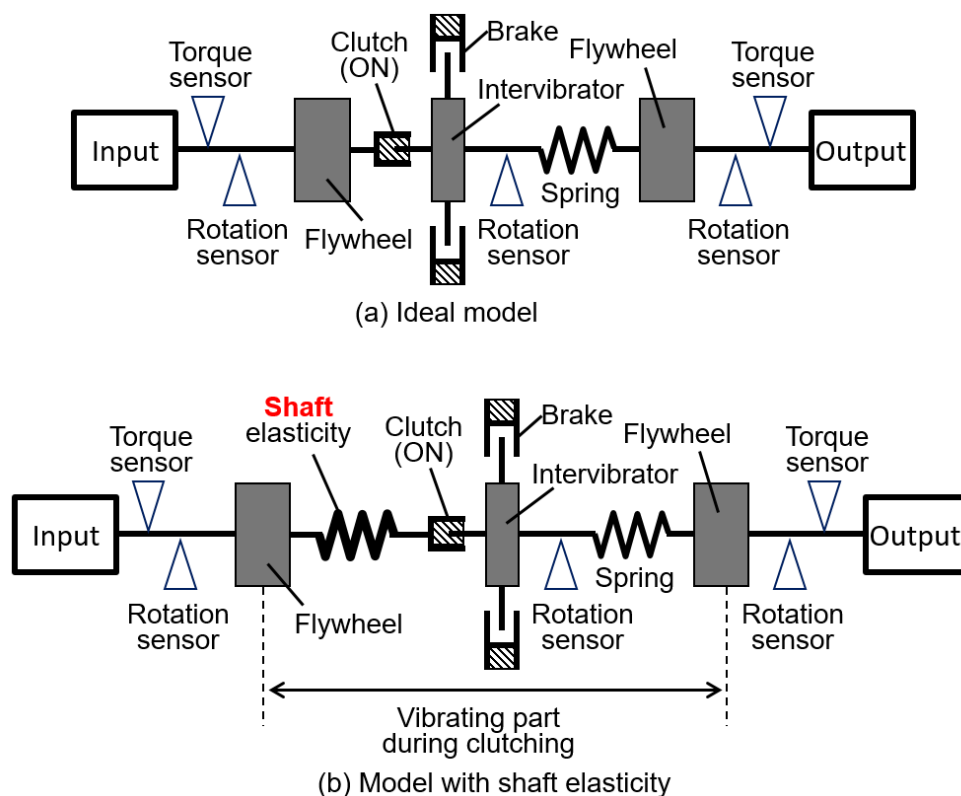 Torque
sensor
Clutch
(ON)
Brake
Flywheel
Torque
sensor
Intervibrator
Input
Output
Spring
Rotation
sensor
Flywheel
Rotation
sensor
Rotation
sensor
(a) Ideal model
Shaft
elasticity
Torque
sensor
Clutch
(ON)
Brake
Flywheel
Torque
sensor
Intervibrator
Input
Output
Spring
Rotation
sensor
Flywheel
Rotation
sensor
Rotation
sensor
Vibrating part
during clutching
(b) Model with shaft elasticity